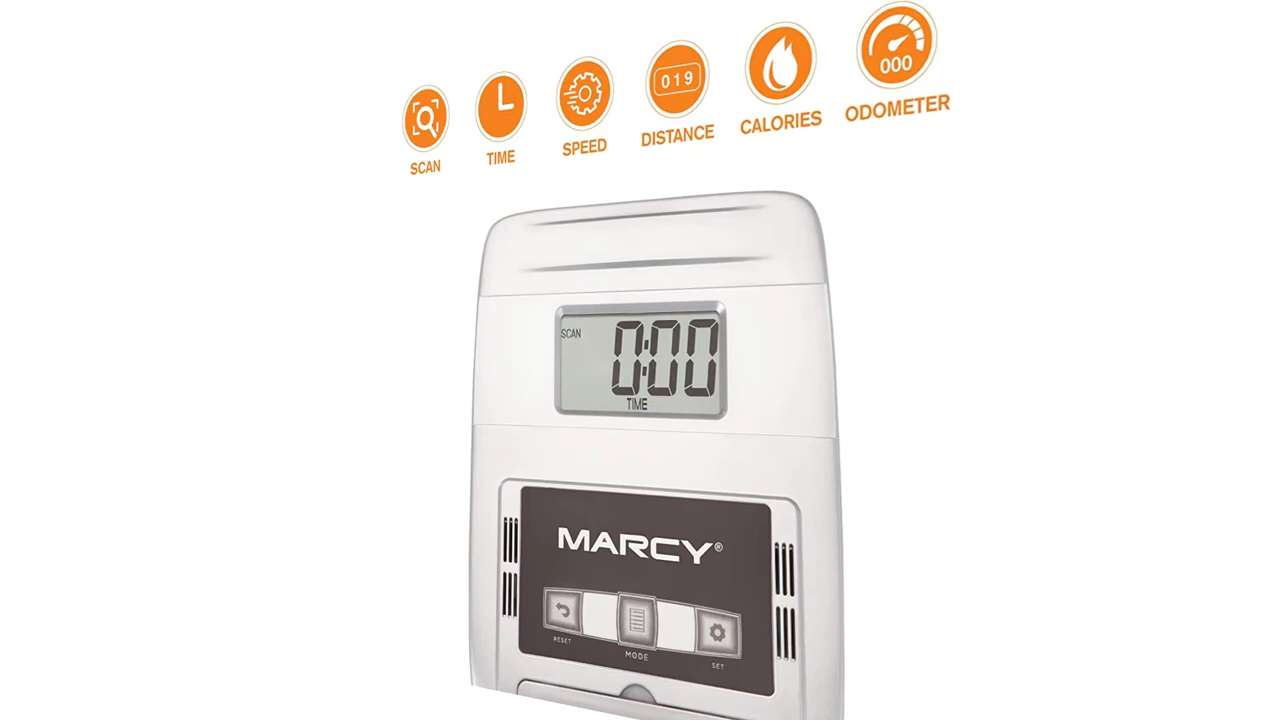 SCAN TIME SPEED DISTANCE CALORIES ODOMETER
019
000
SCAN
0:00
TIME
MARCY®
RESET MODE SET